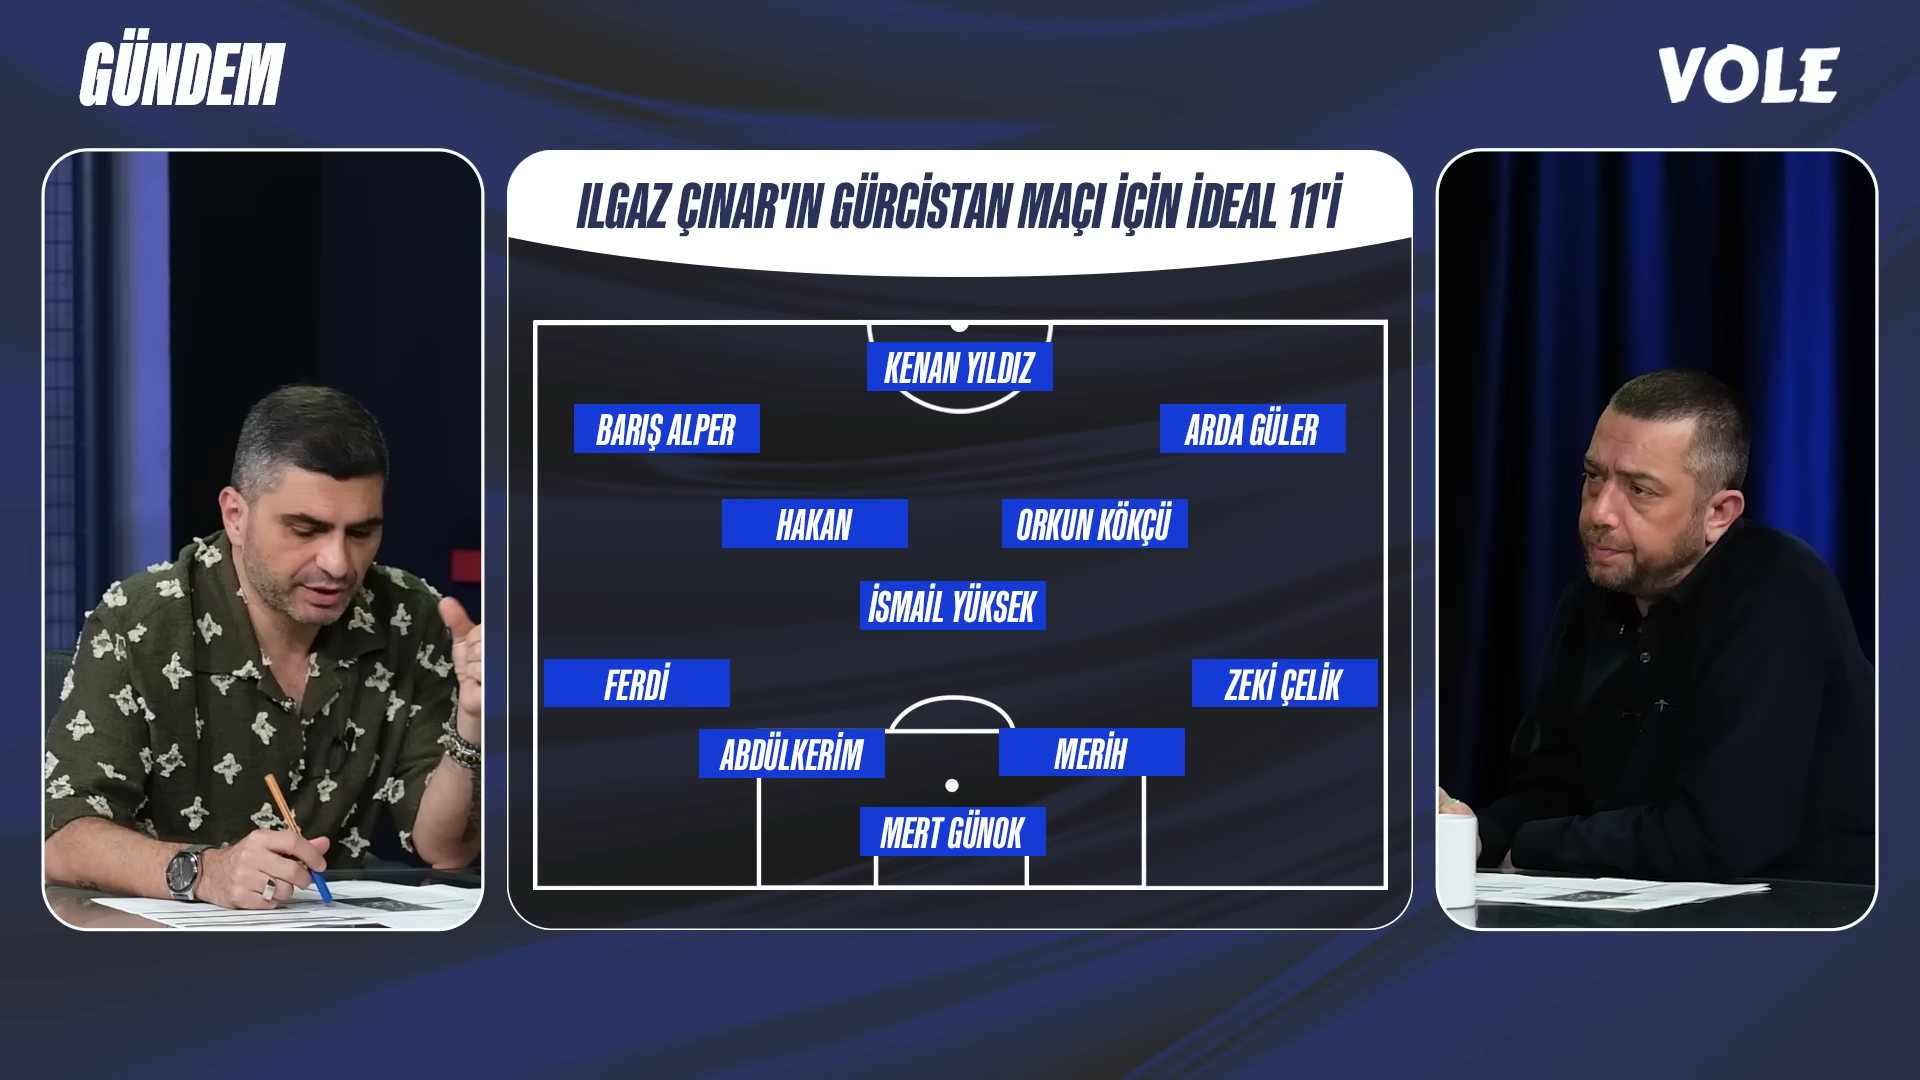 GÜNDEM
VOLE
ILGAZ ÇINAR'IN GÜRCİSTAN MAÇI İÇİN İDEAL 11'İ
KENAN YILDIZ
BARIŞ ALPER
ARDA GÜLER
HAKAN
ORKUN KÖKÇÜ
İSMAİL YÜKSEK
FERDİ
ZEKİ ÇELİK
ABDÜLKERİM
MERİH
MERT GÜNOK